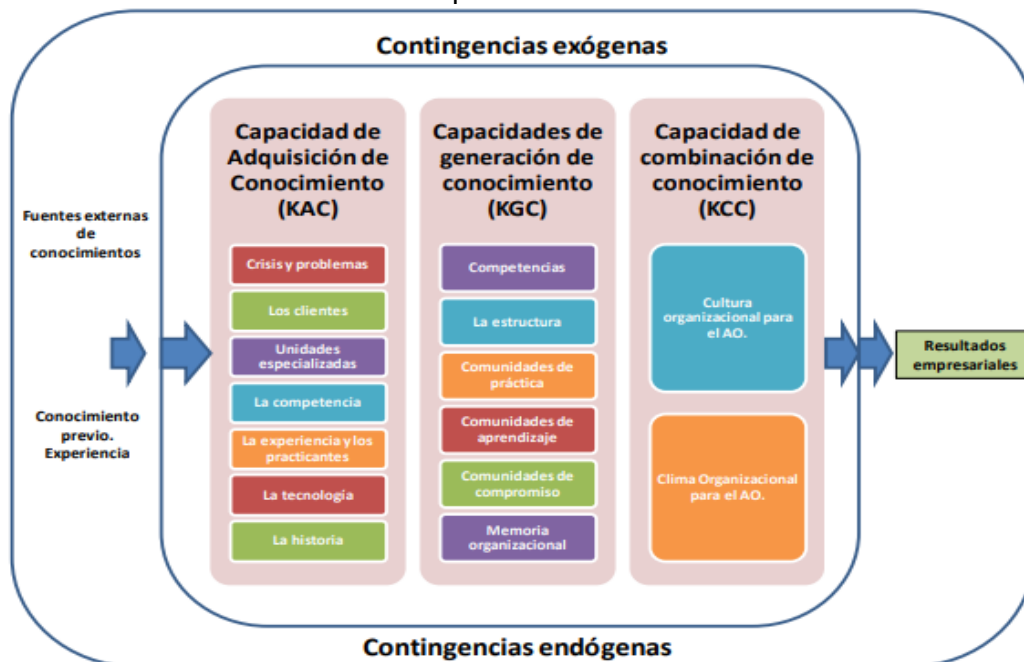 Contingencias exógenas
Fuentes externas
de
conocimientos
Conocimiento
previo.
Experiencia
Capacidad de
Adquisición de
Conocimiento
(KAC)
Crisis y problemas
Los clientes
Unidades
especializadas
La competencia
La experiencia y los
practicantes
La tecnología
La historia
Capacidades de
generación de
conocimiento
(KGC)
Competencias
La estructura
Comunidades de
práctica
Comunidades de
aprendizaje
Comunidades de
compromiso
Memoria
organizacional
Capacidad de
combinación de
conocimiento
(KCC)
Cultura
organizacional para
el AO.
Clima Organizacional
para el AO.
Resultados
empresariales
Contingencias endógenas